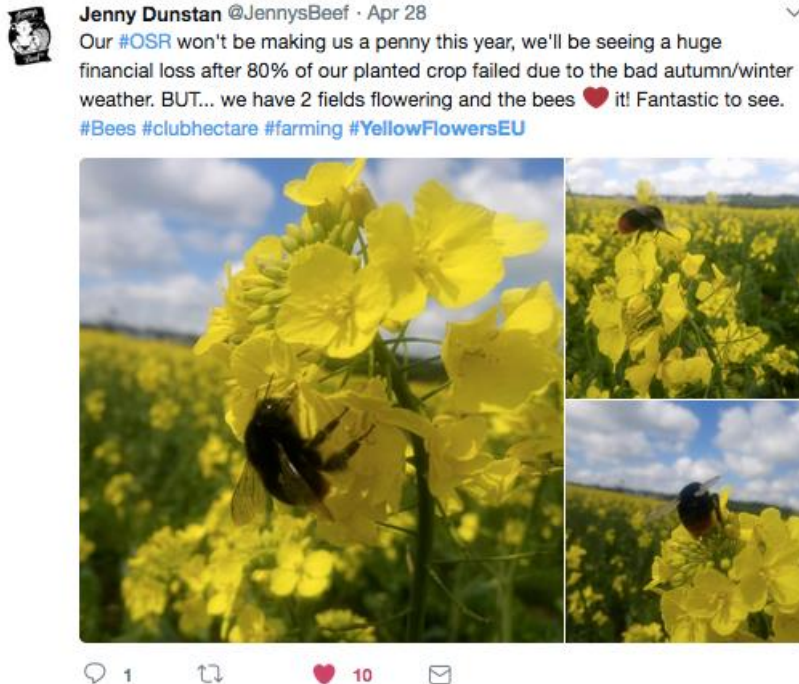 Jenny Dunstan @JennysBeef · Apr 28
Our #OSR won't be making us a penny this year, we'll be seeing a huge
financial loss after 80% of our planted crop failed due to the bad autumn/winter
weather. BUT... we have 2 fields flowering and the bees ❤️ it! Fantastic to see.
#Bees #clubhectare #farming #YellowFlowersEU
1 10